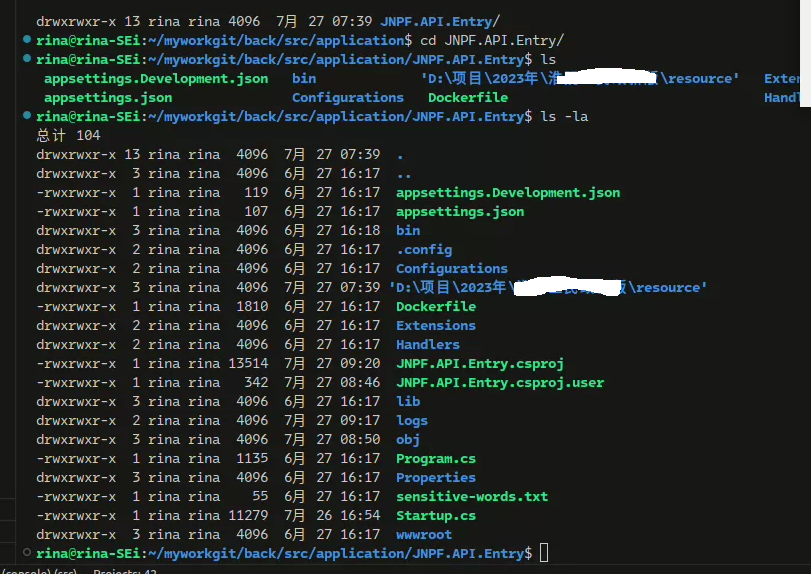 drwxrwxr-x 13 rina rina 4096  7月 27 07:39 JNPF.API.Entry/
rina@rina-SEi:~/myworkgit/back/src/application$ cd JNPF.API.Entry/
rina@rina-SEi:~/myworkgit/back/src/application/JNPF.API.Entry$ ls
appsettings.Development.json   bin   'D:\项目\2023年\ \resource'
appsettings.json   Configurations   Dockerfile
rina@rina-SEi:~/myworkgit/back/src/application/JNPF.API.Entry$ ls -la
总计 104
drwxrwxr-x 13 rina rina  4096  7月 27 07:39  .
drwxrwxr-x  3 rina rina  4096  6月 27 16:17  ..
-rwxrwxr-x  1 rina rina   119  6月 27 16:17  appsettings.Development.json
-rwxrwxr-x  1 rina rina   107  6月 27 16:17  appsettings.json
drwxrwxr-x  3 rina rina  4096  6月 27 16:18  bin
drwxrwxr-x  2 rina rina  4096  6月 27 16:17  .config
drwxrwxr-x  2 rina rina  4096  6月 27 16:17  Configurations
drwxrwxr-x  3 rina rina  4096  7月 27 07:39 'D:\项目\2023年\ 版\resource'
-rwxrwxr-x  1 rina rina  1810  6月 27 16:17  Dockerfile
drwxrwxr-x  2 rina rina  4096  6月 27 16:17  Extensions
drwxrwxr-x  2 rina rina  4096  6月 27 16:17  Handlers
-rwxrwxr-x  1 rina rina 13514  7月 27 09:20  JNPF.API.Entry.csproj
-rwxrwxr-x  1 rina rina   342  7月 27 08:46  JNPF.API.Entry.csproj.user
drwxrwxr-x  3 rina rina  4096  6月 27 16:17  lib
drwxrwxr-x  2 rina rina  4096  7月 27 09:17  logs
drwxrwxr-x  3 rina rina  4096  7月 27 08:50  obj
-rwxrwxr-x  1 rina rina  1135  6月 27 16:17  Program.cs
drwxrwxr-x  3 rina rina  4096  6月 27 16:17  Properties
-rwxrwxr-x  1 rina rina    55  6月 27 16:17  sensitive-words.txt
-rwxrwxr-x  1 rina rina 11279  7月 26 16:54  Startup.cs
drwxrwxr-x  3 rina rina  4096  6月 27 16:17  wwwroot
rina@rina-SEi:~/myworkgit/back/src/application/JNPF.API.Entry$